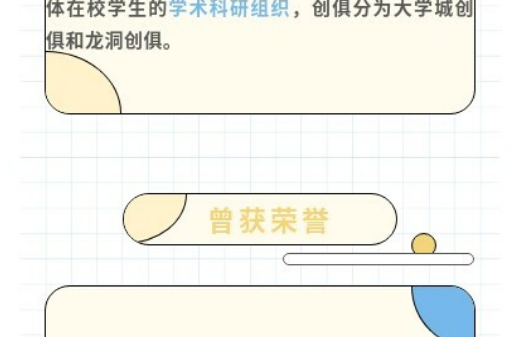 体在校学生的学术科研组织，创俱分为大学城创
俱和龙洞创俱。
曾获荣誉